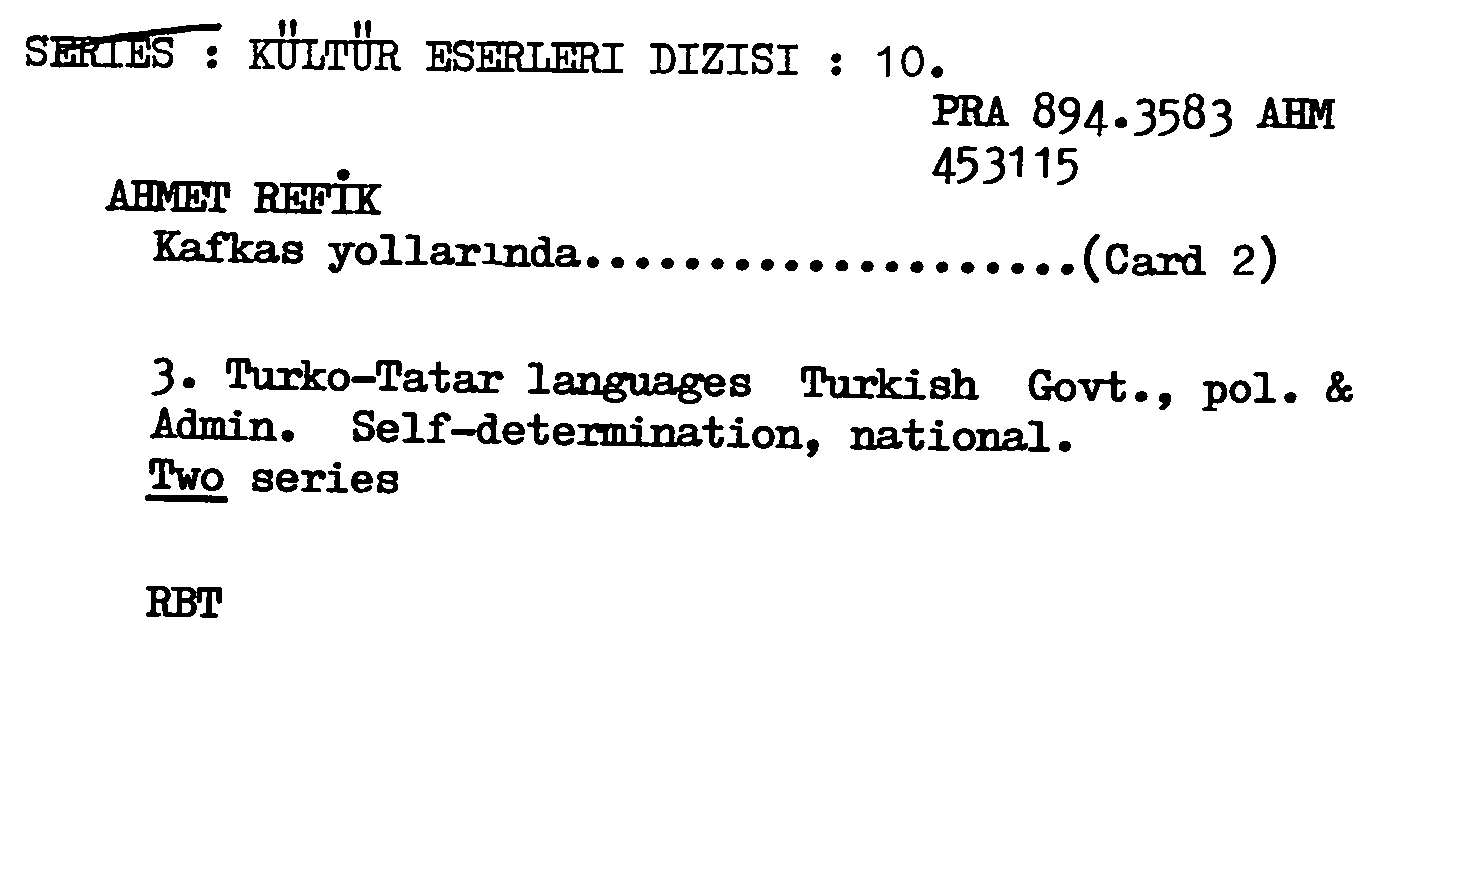 SERIES : KÜLTÜR ESERLERI DIZISI : 10.
PRA 894.3583 AHM
453115
AHMET REFİK
Kafkas yollarında....................(Card 2)
3. Turko-Tatar languages Turkish Govt., pol. &
Admin. Self-determination, national.
Two series
RBT